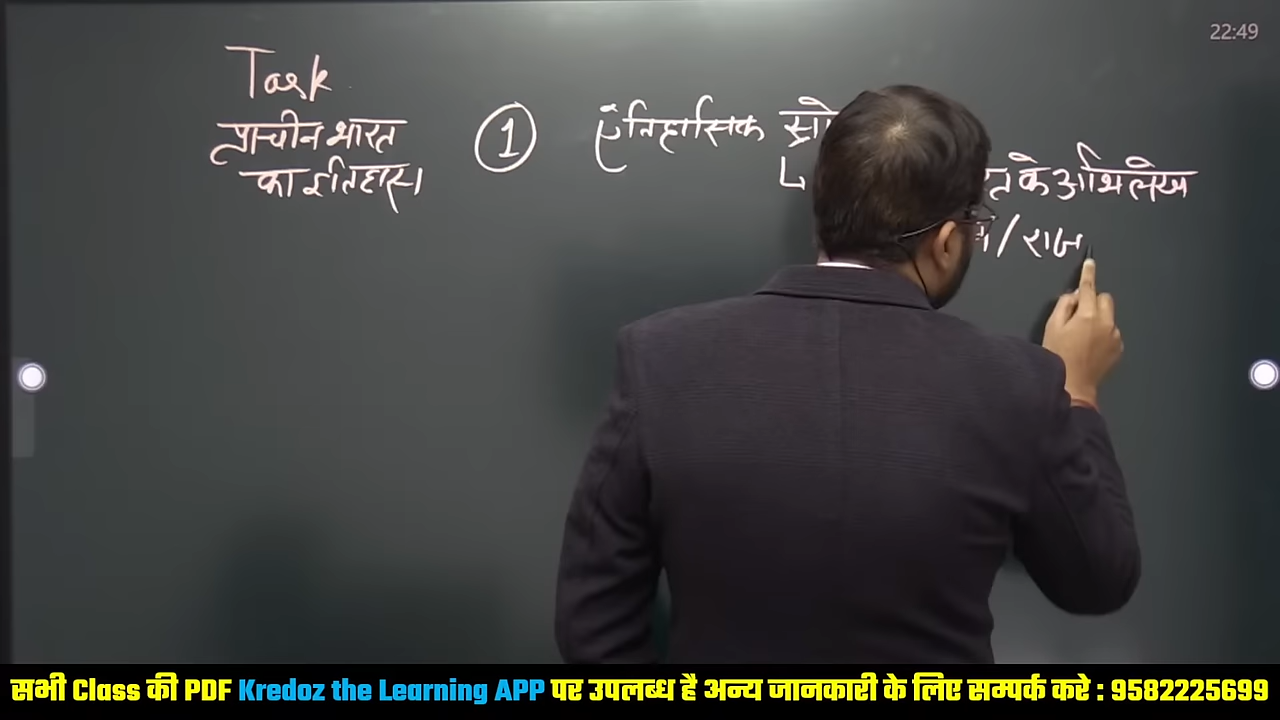 22:49
Task
प्राचीन भारत
का इतिहास।
① ऐतिहासिक स्रो
के अभिलेख
/ राज
सभी Class की PDF Kredoz the Learning APP पर उपलब्ध है अन्य जानकारी के लिए सम्पर्क करे : 9582225699